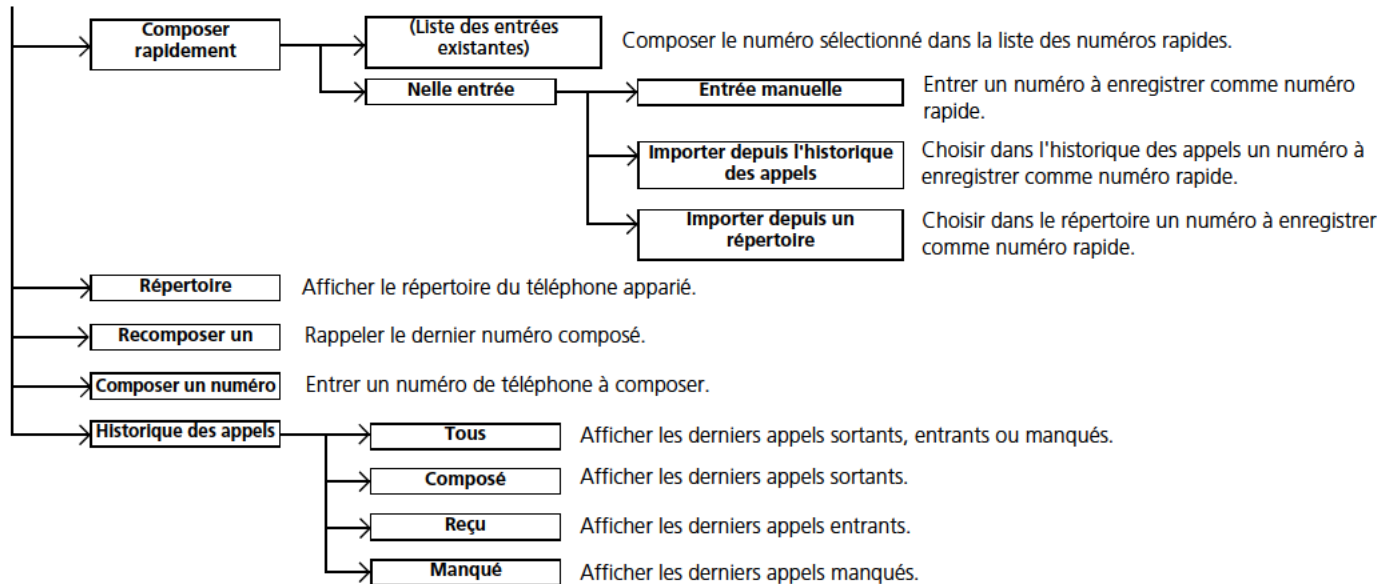 Composer
rapidement
(Liste des entrées
existantes)
Composer le numéro sélectionné dans la liste des numéros rapides.
Nelle entrée
Entrée manuelle
Entrer un numéro à enregistrer comme numéro
rapide.
Importer depuis l'historique
des appels
Choisir dans l'historique des appels un numéro à
enregistrer comme numéro rapide.
Importer depuis un
répertoire
Choisir dans le répertoire un numéro à enregistrer
comme numéro rapide.
Répertoire
Afficher le répertoire du téléphone apparié.
Recomposer un
Rappeler le dernier numéro composé.
Composer un numéro
Entrer un numéro de téléphone à composer.
Historique des appels
Tous
Afficher les derniers appels sortants, entrants ou manqués.
Composé
Afficher les derniers appels sortants.
Reçu
Afficher les derniers appels entrants.
Manqué
Afficher les derniers appels manqués.